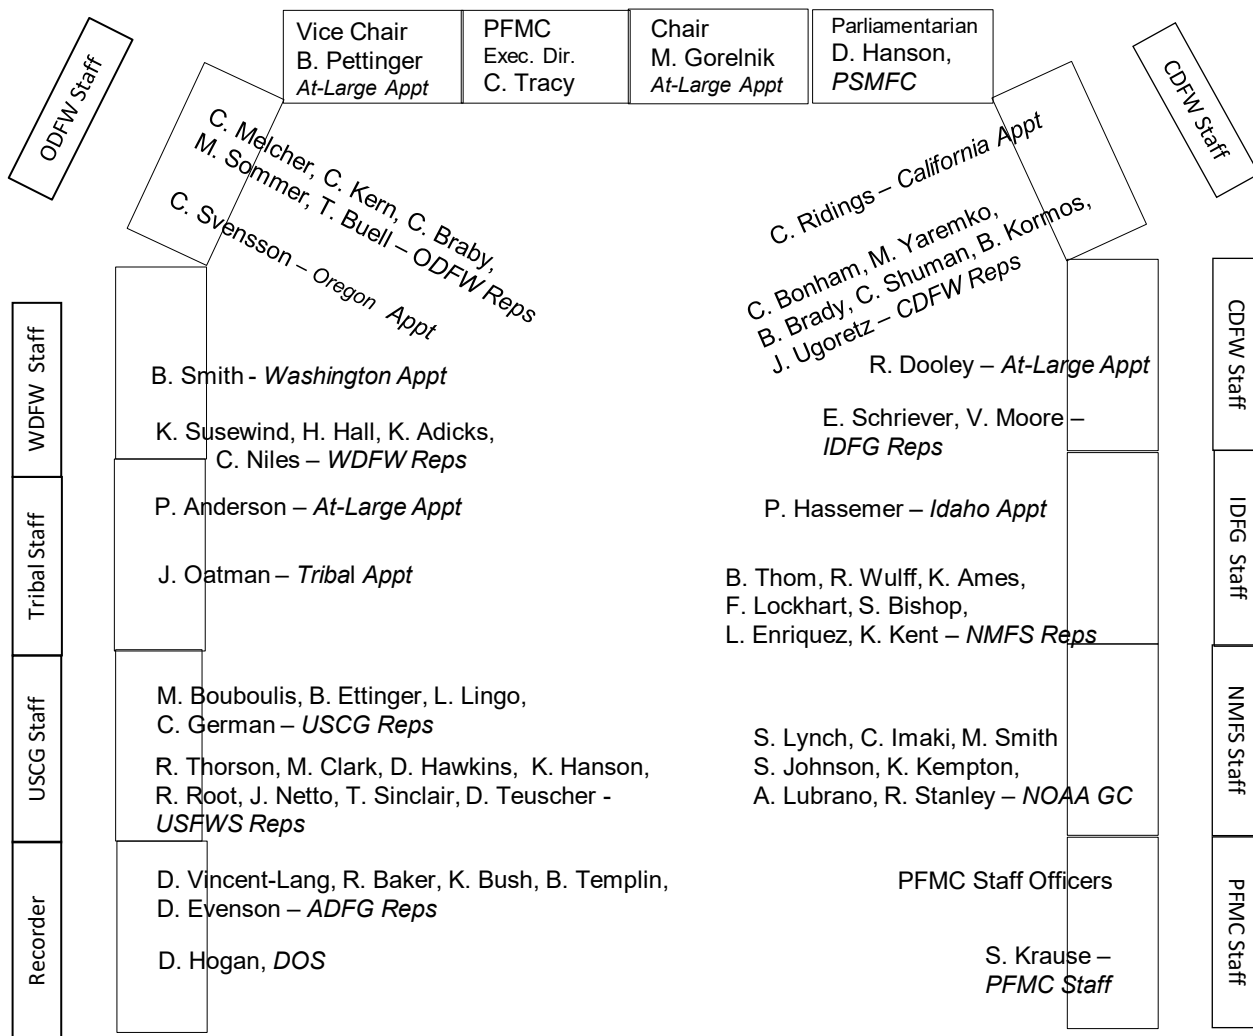 Vice Chair
B. Pettinger
At-Large Appt
PFMC
Exec. Dir.
C. Tracy
Chair
M. Gorelnik
At-Large Appt
Parliamentarian
D. Hanson,
PSMFC
ODFW Staff
CDFW Staff
C. Melcher, C. Kern, C. Braby,
M. Sommer, T. Buell – ODFW Reps
C. Svensson – Oregon Appt
C. Ridings – California Appt
C. Bonham, M. Yaremko,
B. Brady, C. Shuman, B. Kormos,
J. Ugoretz – CDFW Reps
WDFW Staff
B. Smith - Washington Appt
K. Susewind, H. Hall, K. Adicks,
C. Niles – WDFW Reps
R. Dooley – At-Large Appt
E. Schriever, V. Moore –
IDFG Reps
CDFW Staff
Tribal Staff
P. Anderson – At-Large Appt
J. Oatman – Tribal Appt
P. Hassemer – Idaho Appt
B. Thom, R. Wulff, K. Ames,
F. Lockhart, S. Bishop,
L. Enriquez, K. Kent – NMFS Reps
IDFG Staff
USCG Staff
M. Bouboulis, B. Ettinger, L. Lingo,
C. German – USCG Reps
R. Thorson, M. Clark, D. Hawkins, K. Hanson,
R. Root, J. Netto, T. Sinclair, D. Teuscher -
USFWS Reps
S. Lynch, C. Imaki, M. Smith
S. Johnson, K. Kempton,
A. Lubrano, R. Stanley – NOAA GC
NMFS Staff
Recorder
D. Vincent-Lang, R. Baker, K. Bush, B. Templin,
D. Evenson – ADFG Reps
D. Hogan, DOS
PFMC Staff Officers
S. Krause –
PFMC Staff
PFMC Staff